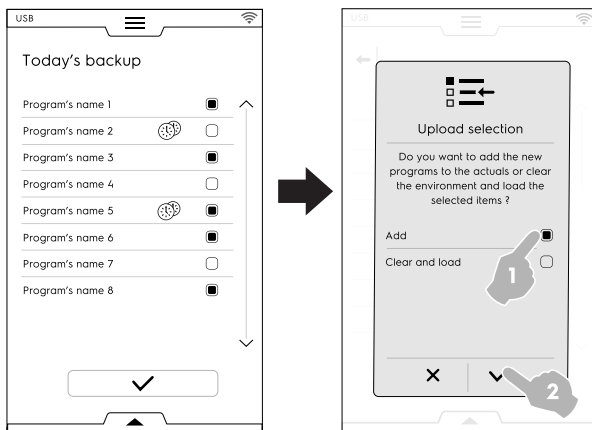 USB
Today's backup
Program's name 1
Program's name 2
Program's name 3
Program's name 4
Program's name 5
Program's name 6
Program's name 7
Program's name 8
USB
Upload selection
Do you want to add the new
programs to the actuals or clear
the environment and load the
selected items ?
Add
Clear and load
1
2